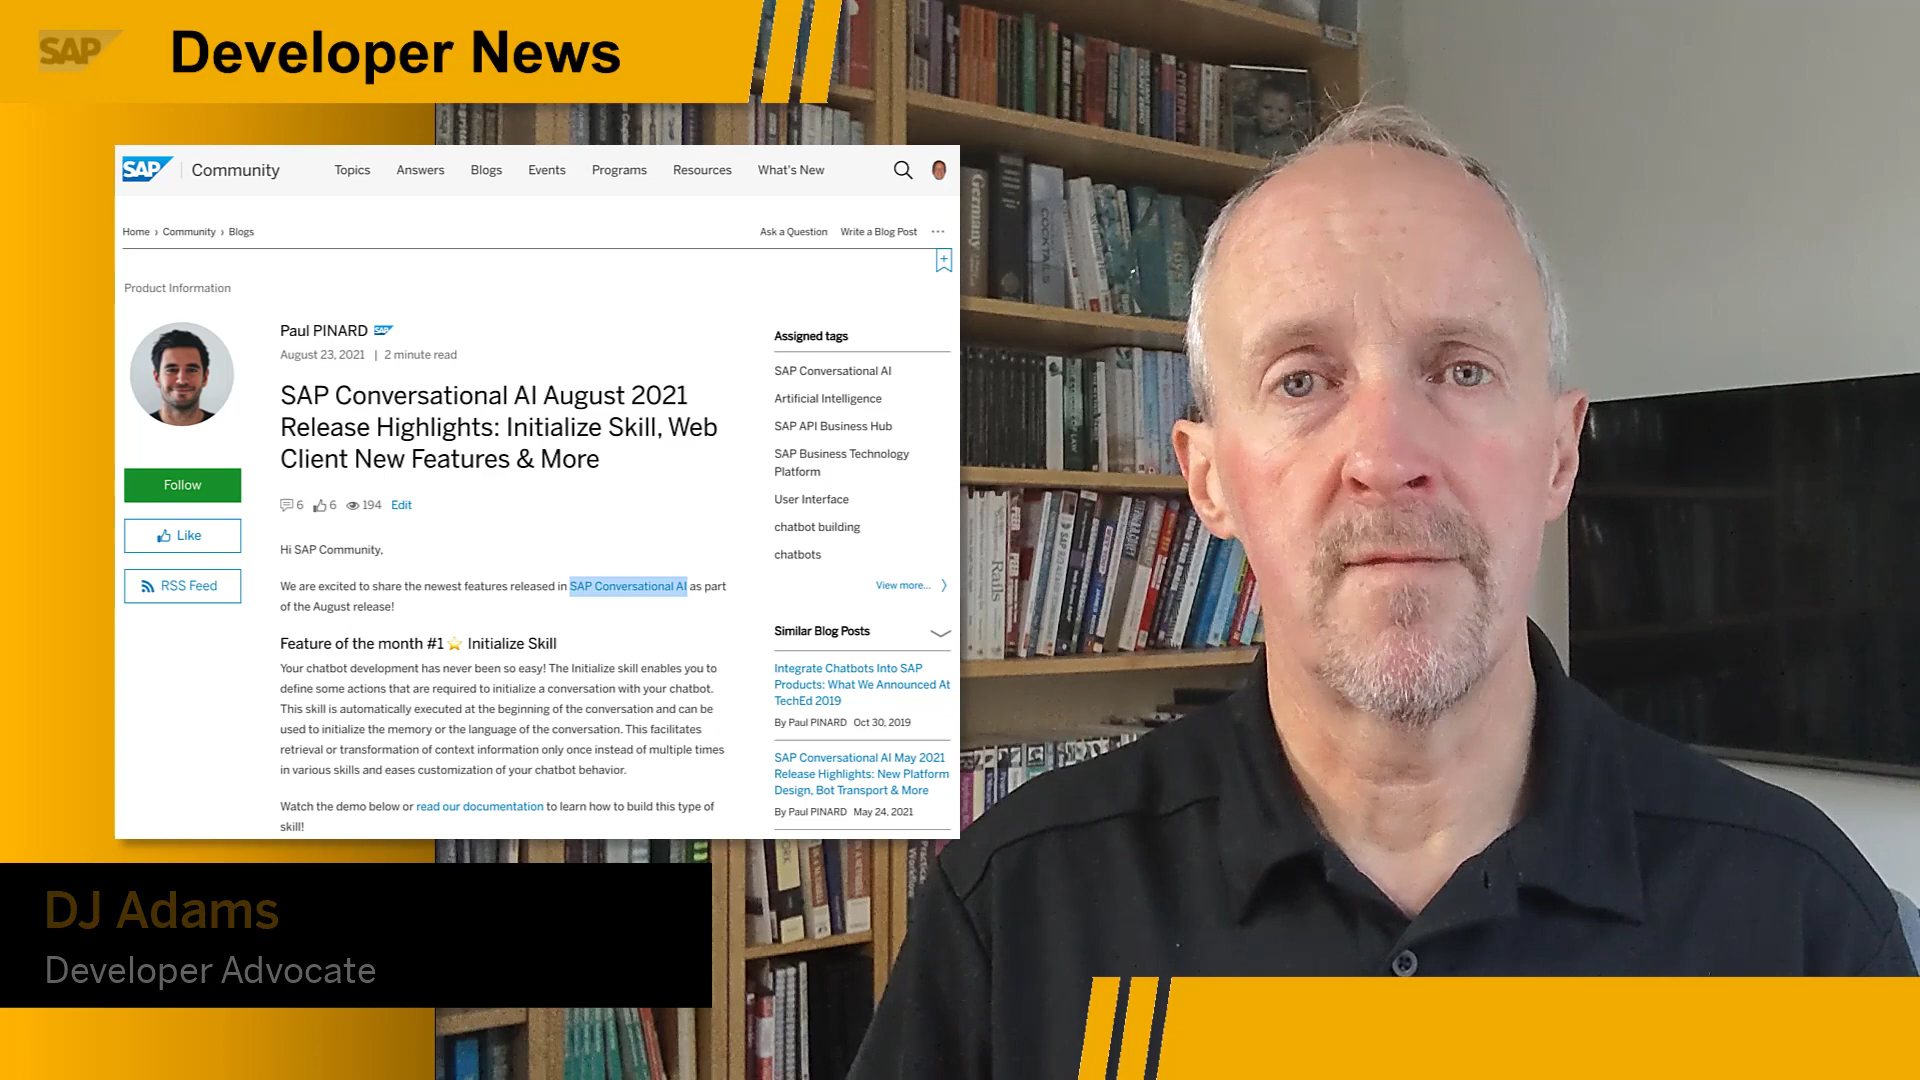 SAP
Developer News
SAP
Community
Topics
Answers
Blogs
Events
Programs
Resources
What's New
Home › Community › Blogs
Ask a Question
Write a Blog Post
Product Information
Paul PINARD SAP
August 23, 2021 | 2 minute read
SAP Conversational AI August 2021
Release Highlights: Initialize Skill, Web
Client New Features & More
6 6 194 Edit
Follow
Like
RSS Feed
Hi SAP Community,
We are excited to share the newest features released in SAP Conversational AI as part
of the August release!
Feature of the month #1 ⭐ Initialize Skill
Your chatbot development has never been so easy! The Initialize skill enables you to
define some actions that are required to initialize a conversation with your chatbot.
This skill is automatically executed at the beginning of the conversation and can be
used to initialize the memory or the language of the conversation. This facilitates
retrieval or transformation of context information only once instead of multiple times
in various skills and eases customization of your chatbot behavior.
Watch the demo below or read our documentation to learn how to build this type of
skill!
Assigned tags
SAP Conversational AI
Artificial Intelligence
SAP API Business Hub
SAP Business Technology
Platform
User Interface
chatbot building
chatbots
View more...
Similar Blog Posts
Integrate Chatbots Into SAP
Products: What We Announced At
TechEd 2019
By Paul PINARD Oct 30, 2019
SAP Conversational AI May 2021
Release Highlights: New Platform
Design, Bot Transport & More
By Paul PINARD May 24, 2021
Germany
COCKTAILS
Rails
DJ Adams
Developer Advocate